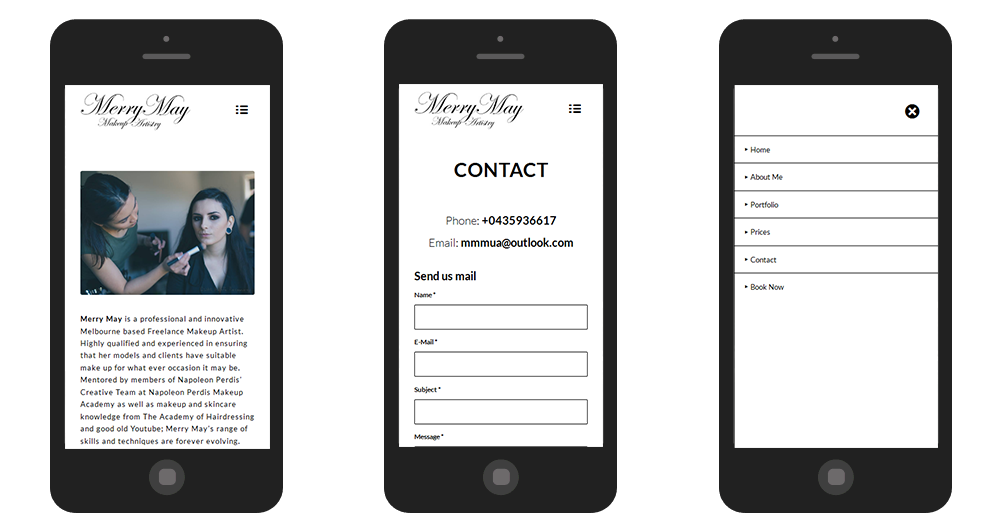 Merry May
Makeup Artistry
Merry May is a professional and innovative
Melbourne based Freelance Makeup Artist.
Highly qualified and experienced in ensuring
that her models and clients have suitable
make up for what ever occasion it may be.
Mentored by members of Napoleon Perdis'
Creative Team at Napoleon Perdis Makeup
Academy as well as makeup and skincare
knowledge from The Academy of Hairdressing
and good old Youtube; Merry May's range of
skills and techniques are forever evolving.
Merry May
Makeup Artistry
CONTACT
Phone: +0435936617
Email: mmmua@outlook.com
Send us mail
Name*
E-Mail*
Subject*
Message*
Home
About Me
Portfolio
Prices
Contact
Book Now